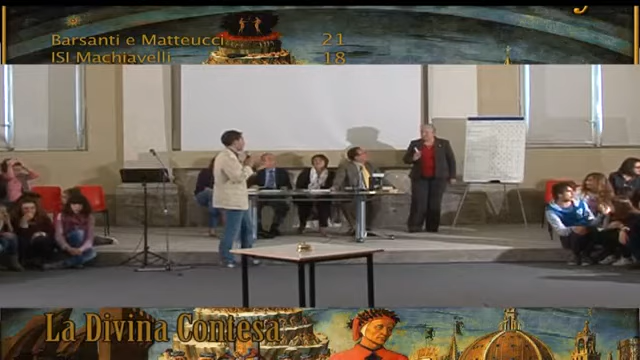 Barsanti e Matteucci 21
ISI Machiavelli 18
La Divina Contesa